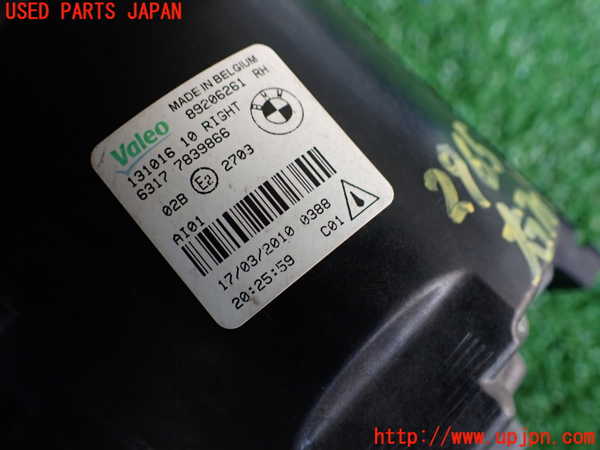 USED PARTS JAPAN
Valeo
MADE IN BELGIUM
89206261 RH
BMW
131016 10 RIGHT
6317 7839866
02B E2 2703
AI01
17/03/2010 0388
20:25:59
C01
http://www.upjpn.com/